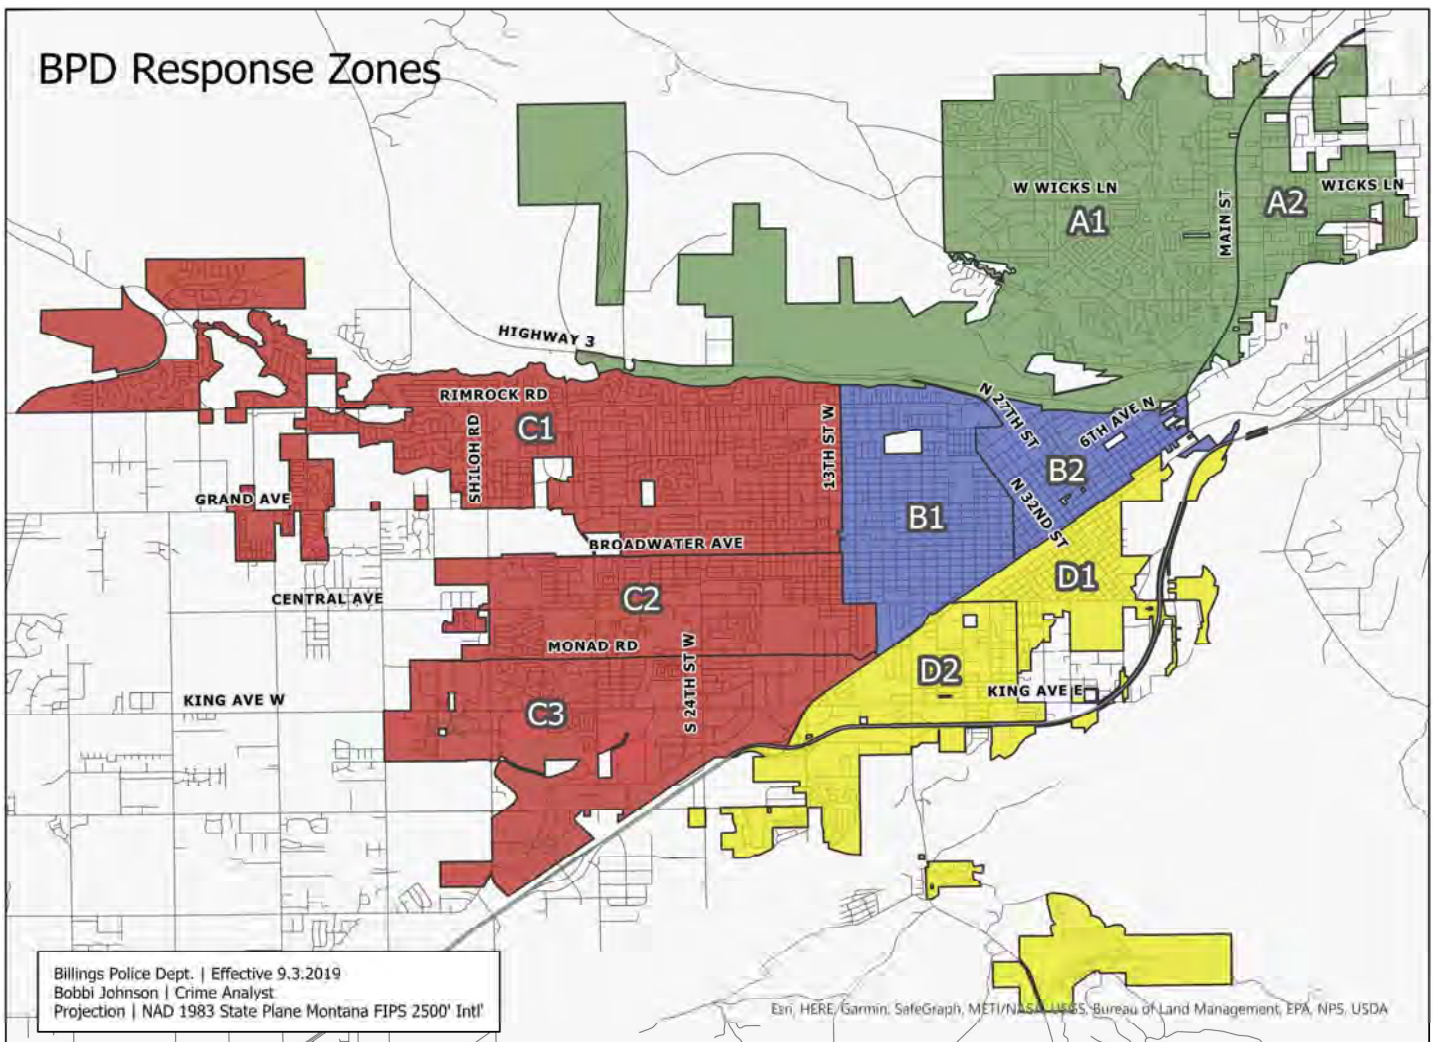 BPD Response Zones
W WICKS LN
WICKS LN
A1
A2
MAIN ST
HIGHWAY 3
RIMROCK RD
C1
SHILOH RD
13TH ST W
N 27TH ST
6TH AVE N
B2
GRAND AVE
B1
N 32ND ST
BROADWATER AVE
D1
CENTRAL AVE
C2
MONAD RD
S 24TH ST W
D2
KING AVE W
KING AVE E
C3
Billings Police Dept. | Effective 9.3.2019
Bobbi Johnson | Crime Analyst
Projection | NAD 1983 State Plane Montana FIPS 2500' Intl'
Esri, HERE, Garmin, SafeGraph, METI/NASA, USGS, Bureau of Land Management, EPA, NPS, USDA